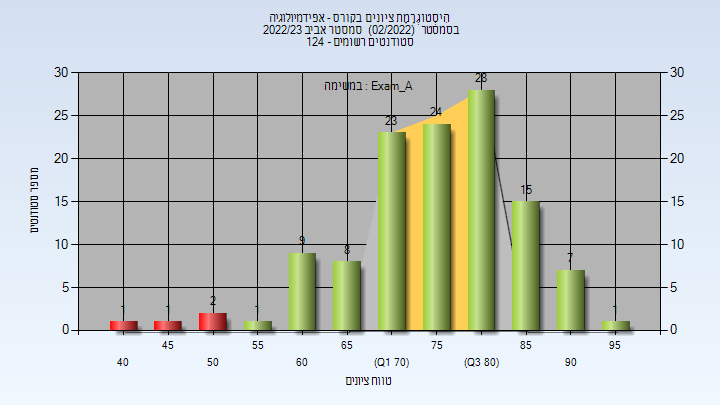 היסטוגרמת ציונים בקורס - אפידמיולוגיה
בסמסטר (02/2022) סמסטר אביב 2022/23
סטודנטים רשומים - 124
במשימה : Exam_A
מספר סטודנטים
30 25 20 15 10 5 0
1 1 2 1 9 8 23 24 28 15 7 1
30 25 20 15 10 5 0
40 45 50 55 60 65 (Q1 70) 75 (Q3 80) 85 90 95
טווח ציונים